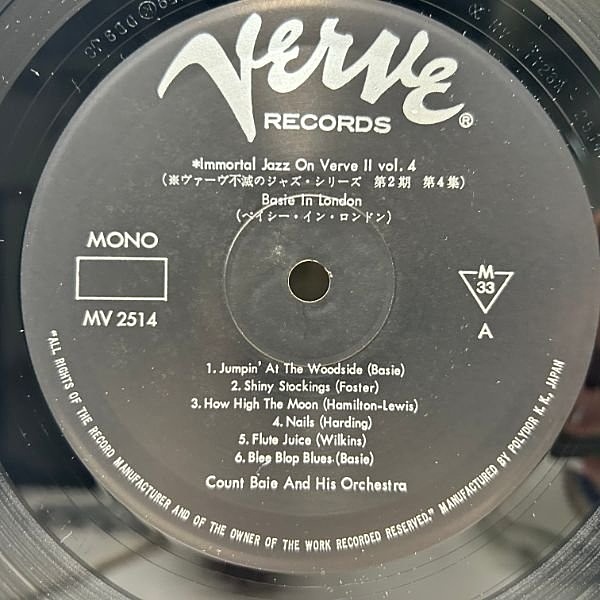 Verve
RECORDS ®
*Immortal Jazz On Verve II vol. 4
(※ヴァーヴ不滅のジャズ・シリーズ 第2期 第4集)
Basie In London
(ベイシー・イン・ロンドン)
MONO
MV 2514
M
33
A
1. Jumpin' At The Woodside (Basie)
2. Shiny Stockings (Foster)
3. How High The Moon (Hamilton-Lewis)
4. Nails (Harding)
5. Flute Juice (Wilkins)
6. Blee Blop Blues (Basie)
Count Baie And His Orchestra
"ALL RIGHTS OF THE RECORD MANUFACTURER AND OF THE OWNER OF THE WORK RECORDED RESERVED." MANUFACTURED BY POLYDOR K. K., JAPAN